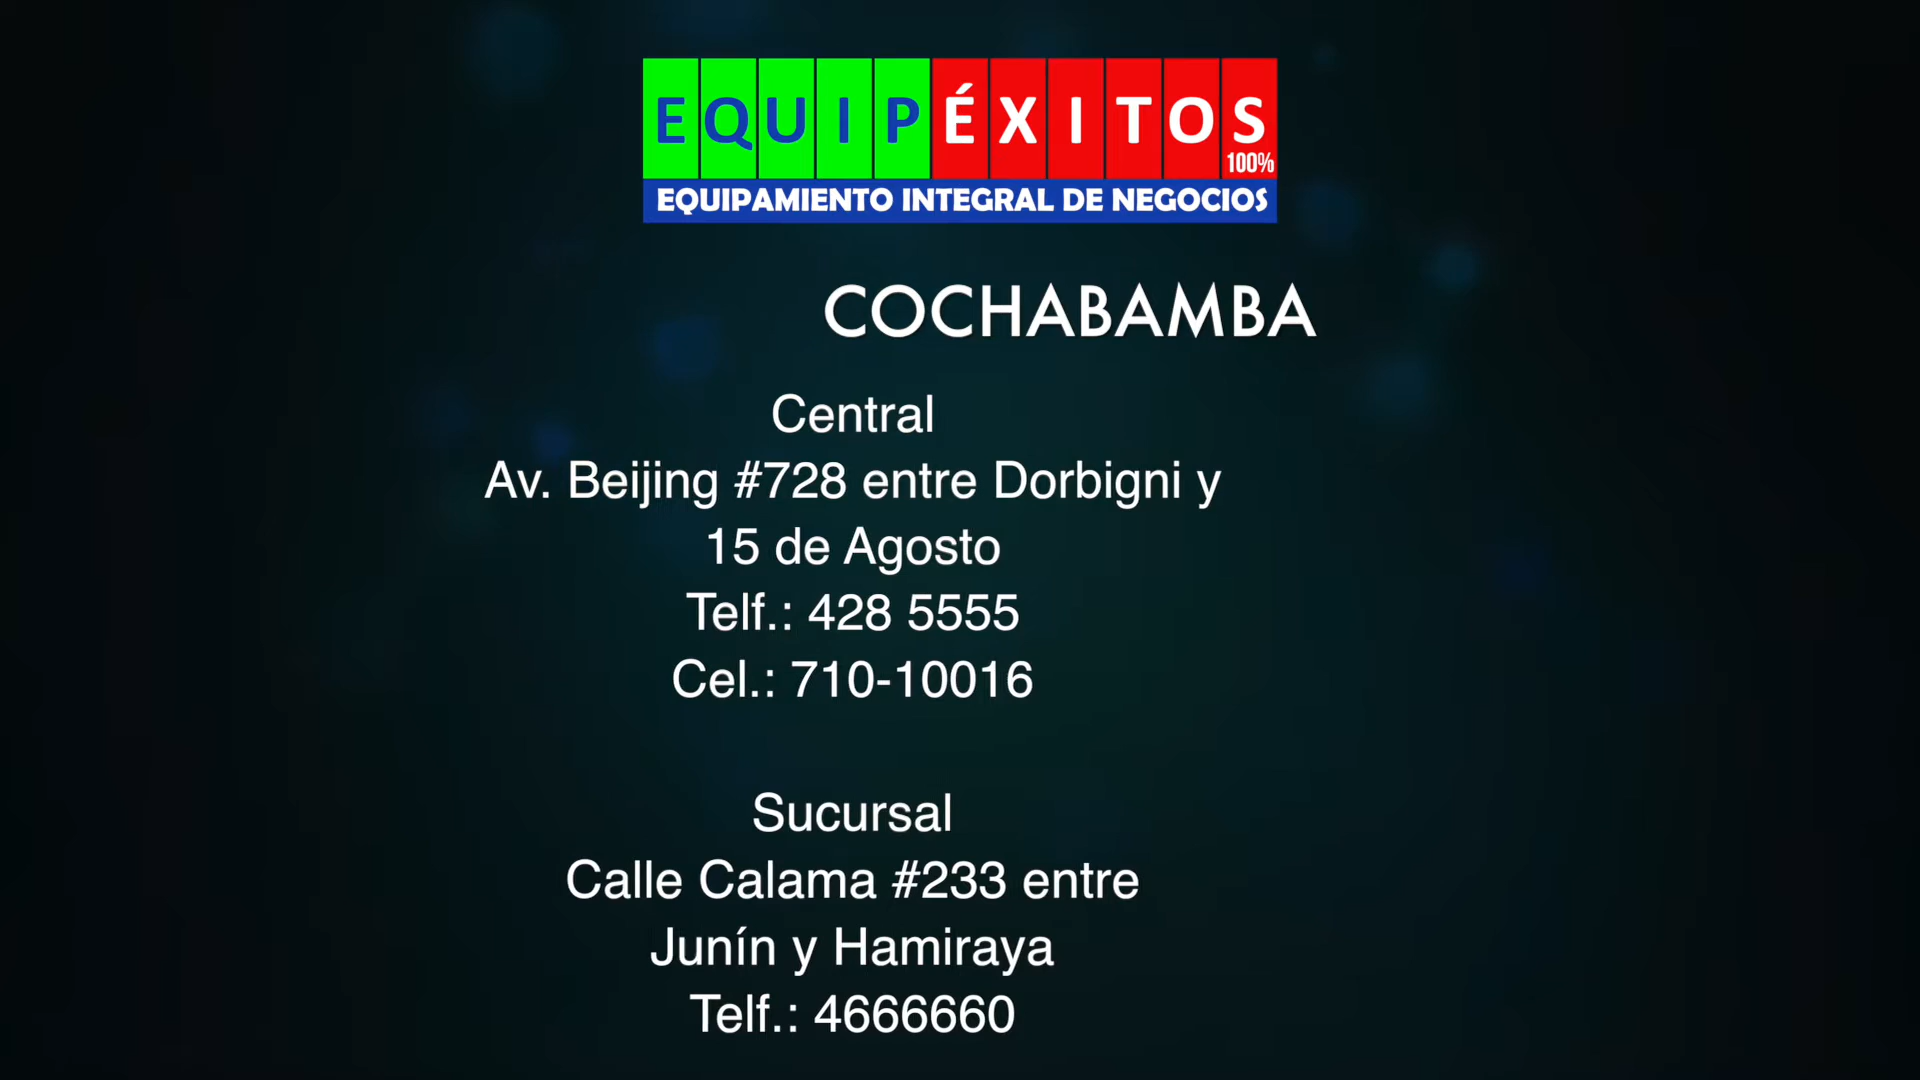 EQUIPÉXITOS
100%
EQUIPAMIENTO INTEGRAL DE NEGOCIOS
COCHABAMBA
Central
Av. Beijing #728 entre Dorbigni y
15 de Agosto
Telf.: 428 5555
Cel.: 710-10016
Sucursal
Calle Calama #233 entre
Junín y Hamiraya
Telf.: 4666660